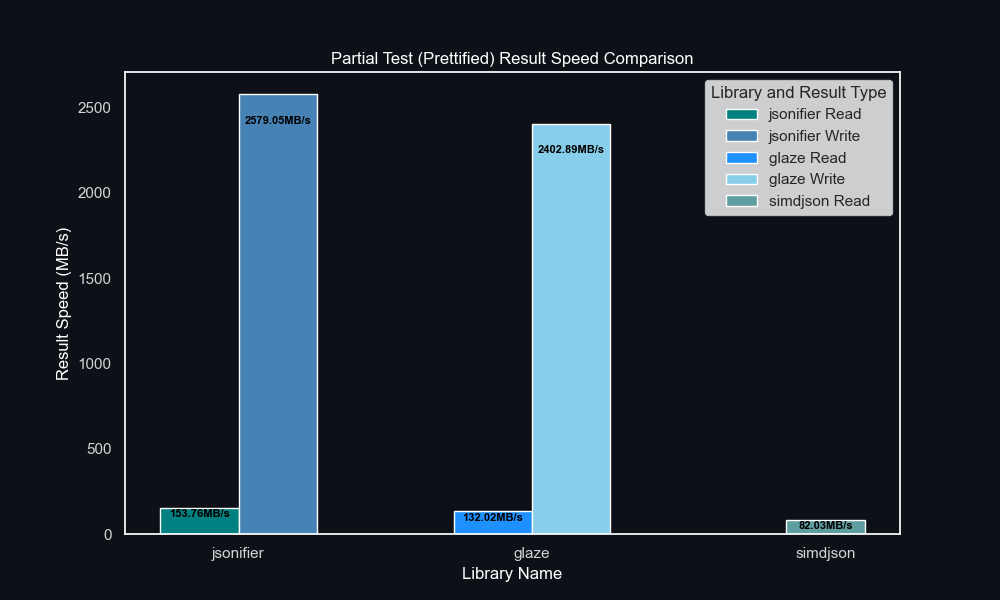 Partial Test (Prettified) Result Speed Comparison
Library and Result Type
jsonifier Read
jsonifier Write
glaze Read
glaze Write
simdjson Read
Result Speed (MB/s)
2500
2000
1500
1000
500
0
2579.05MB/s
2402.89MB/s
153.76MB/s
132.02MB/s
82.03MB/s
jsonifier
glaze
simdjson
Library Name